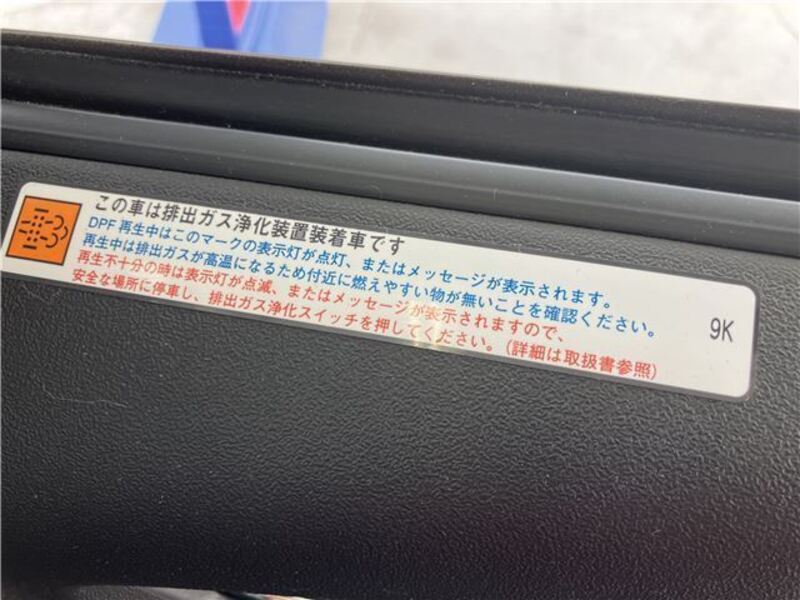 この車は排出ガス浄化装置装着車です
DPF再生中はこのマークの表示灯が点灯、またはメッセージが表示されます。
再生中は排出ガスが高温になるため付近に燃えやすい物が無いことを確認ください。
再生不十分の時は表示灯が点滅、またはメッセージが表示されますので、
安全な場所に停車し、排出ガス浄化スイッチを押してください。(詳細は取扱書参照)
9K